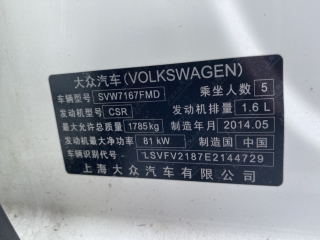 大众汽车(VOLKSWAGEN)
车辆型号 SVW7167FMD 乘坐人数 5
发动机型号 CSR 发动机排量 1.6 L
最大允许总质量 1785kg 制造年月 2014.05
发动机最大净功率 81 kW 制造国 中国
车辆识别代号 *LSVFV2187E2144729
上海大众汽车有限公司